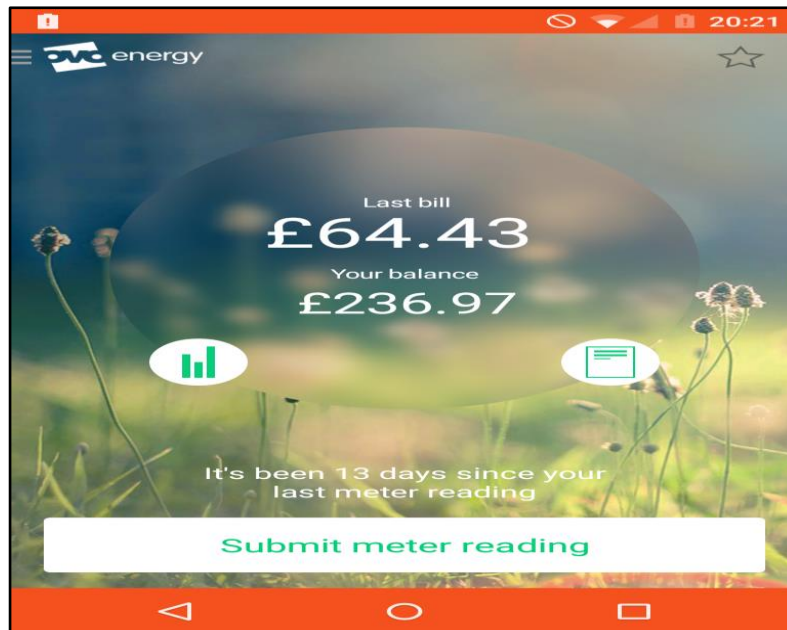 20:21
ovo energy
Last bill
£64.43
Your balance
£236.97
It's been 13 days since your
last meter reading
Submit meter reading